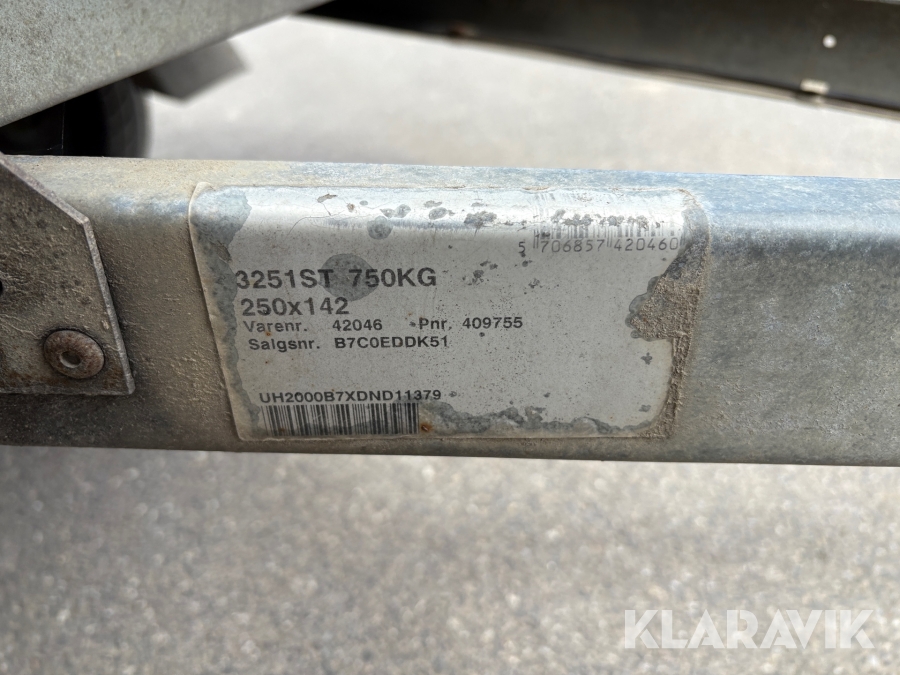 5 706857 420460
3251ST 750KG
250x142
Varenr. 42046 Pnr. 409755
Salgsnr. B7C0EDDK51
UH2000B7XDND11379
KLARAVIK